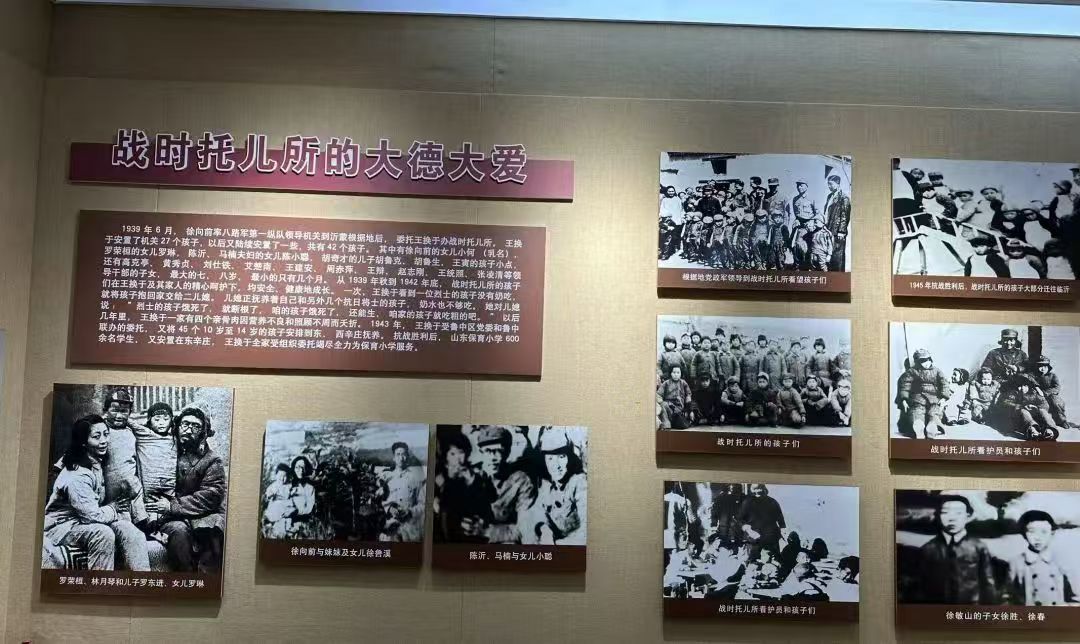 战时托儿所的大德大爱
1939 年 6 月， 徐向前率八路军第一纵队领导机关到沂蒙根据地后， 委托王换于办战时托儿所。 王换
于安置了机关 27 个孩子， 以后又陆续安置了一些， 共有 42 个孩子， 其中有徐向前的女儿小何 （乳名）、
罗荣桓的女儿罗琳， 陈沂、 马楠夫妇的女儿陈小聪、 胡奇才的儿子胡鲁克、 胡鲁生、 王膏的孩子小点，
还有高克亭、 黄秀贞、 刘仕铁、 艾楚南、 王建安、 周赤萍、 王辩、 赵志刚、 王统照、 张凌清等领
导干部的子女， 最大的七、 八岁， 最小的只有几个月。 从 1939 年秋到 1942 年底， 战时托儿所的孩子
们在王换于及其家人的精心呵护下， 均安全、 健康地成长。 一次， 王换于看到一位烈士的孩子没有奶吃，
就将孩子抱回家交给二儿媳， 儿媳正抚养着自己和另外几个抗日将士的孩子， 奶水也不够吃。 她对儿媳
说： “ 烈士的孩子饿死了， 就断根了， 咱的孩子饿死了， 还能生， 咱家的孩子就吃粗的吧。 ” 以后
几年里， 王换于一家有四个亲骨肉因营养不良和照顾不周而夭折。 1943 年， 王换于受鲁中区党委和鲁中
联办的委托， 又将 45 个 10 岁至 14 岁的孩子安排到东、 西辛庄抚养。 抗战胜利后， 山东保育小学 600
余名学生， 又安置在东辛庄， 王换于全家受组织委托竭尽全力为保育小学服务。
根据地党政军领导到战时托儿所看望孩子们
1945 年抗战胜利后， 战时托儿所的孩子大部分迁往临沂
战时托儿所的孩子们
战时托儿所看护员和孩子们
罗荣桓、林月琴和儿子罗东进、女儿罗琳
徐向前与妹妹及女儿徐鲁溪
陈沂、马楠与女儿小聪
战时托儿所看护员和孩子们
徐敏山的子女徐胜、徐春